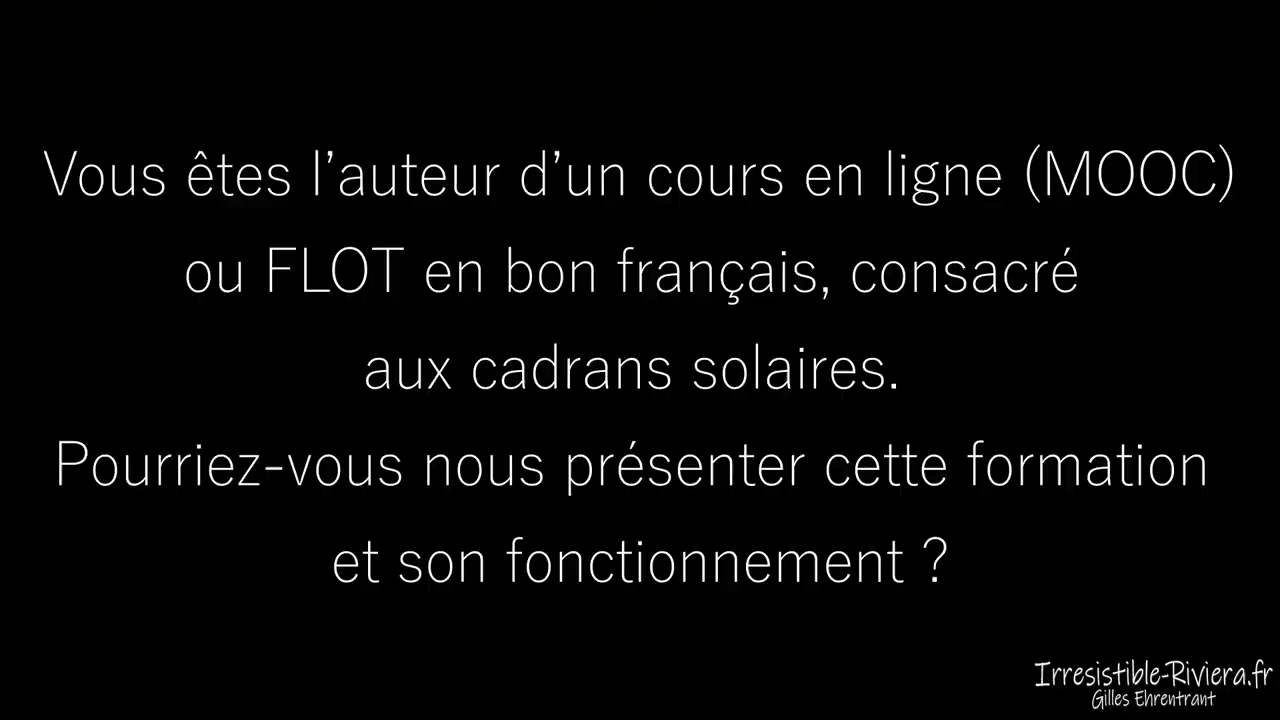 Vous êtes l’auteur d’un cours en ligne (MOOC)
ou FLOT en bon français, consacré
aux cadrans solaires.
Pourriez-vous nous présenter cette formation
et son fonctionnement ?
Irresistible-Riviera.fr
Gilles Ehrentrant